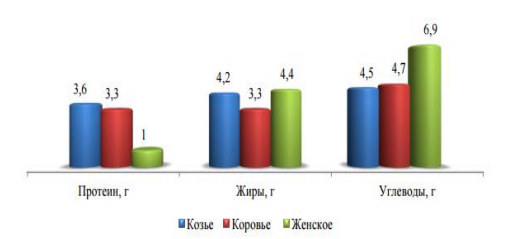 6,9
3,6 3,3 1 4,2 3,3 4,4 4,5 4,7
Протеин, г Жиры, г Углеводы, г
Козье Коровье Женское